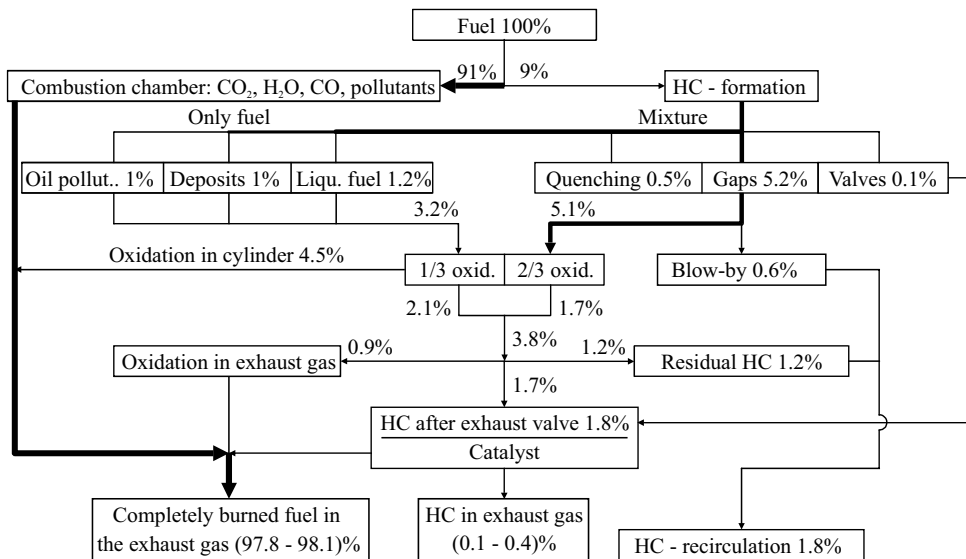 Fuel 100%
91%
9%
Combustion chamber: CO₂, H₂O, CO, pollutants
HC - formation
Only fuel
Mixture
Oil pollut.. 1%
Deposits 1%
Liqu. fuel 1.2%
Quenching 0.5%
Gaps 5.2%
Valves 0.1%
3.2%
5.1%
Oxidation in cylinder 4.5%
1/3 oxid.
2/3 oxid.
Blow-by 0.6%
2.1%
1.7%
3.8%
0.9%
1.2%
Oxidation in exhaust gas
Residual HC 1.2%
1.7%
HC after exhaust valve 1.8%
Catalyst
Completely burned fuel in
the exhaust gas (97.8 - 98.1)%
HC in exhaust gas
(0.1 - 0.4)%
HC - recirculation 1.8%